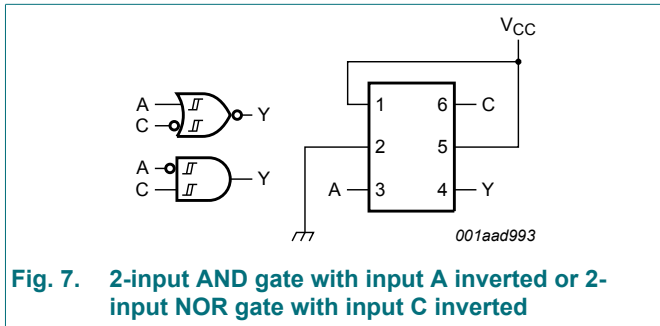 V_CC
A
C
Y
A
C
Y
1
6
C
2
5
A
3
4
Y
001aad993
Fig. 7. 2-input AND gate with input A inverted or 2-
input NOR gate with input C inverted